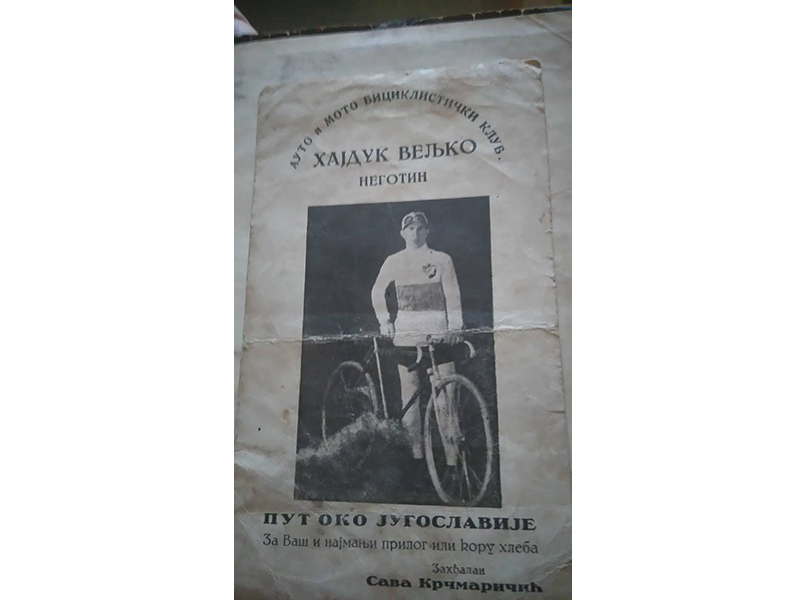 АУТО и МОТО БИЦИКЛИСТИЧКИ КЛУБ.
ХАЈДУК ВЕЉКО
НЕГОТИН
ПУТ ОКО ЈУГОСЛАВИЈЕ
За Ваш и најмањи прилог или кору хлеба
Захвалан
Сава Крчмаричић